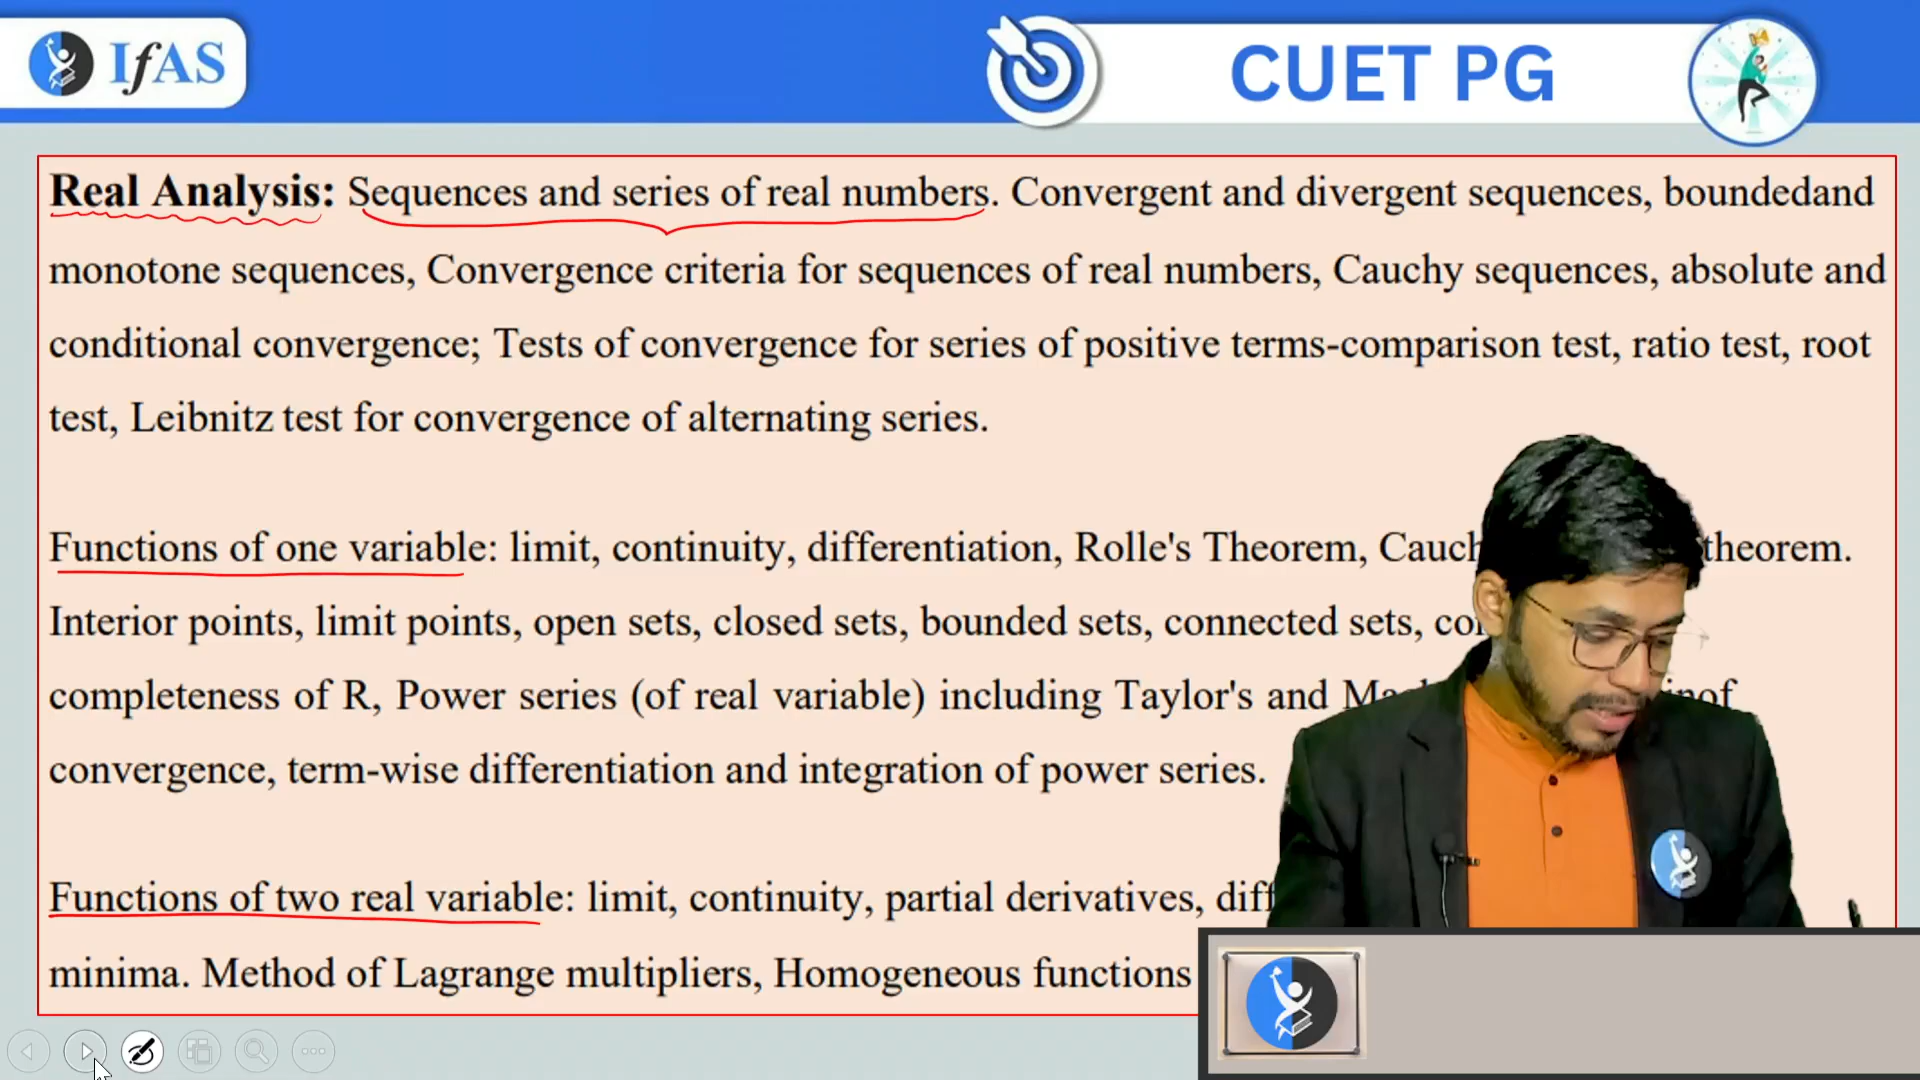 IfAS
CUET PG
Real Analysis: Sequences and series of real numbers. Convergent and divergent sequences, boundedand
monotone sequences, Convergence criteria for sequences of real numbers, Cauchy sequences, absolute and
conditional convergence; Tests of convergence for series of positive terms-comparison test, ratio test, root
test, Leibnitz test for convergence of alternating series.
Functions of one variable: limit, continuity, differentiation, Rolle's Theorem, theorem.
Interior points, limit points, open sets, closed sets, bounded sets, connected sets,
completeness of R, Power series (of real variable) including Taylor's and
convergence, term-wise differentiation and integration of power series.
Functions of two real variable: limit, continuity, partial derivatives,
minima. Method of Lagrange multipliers, Homogeneous functions